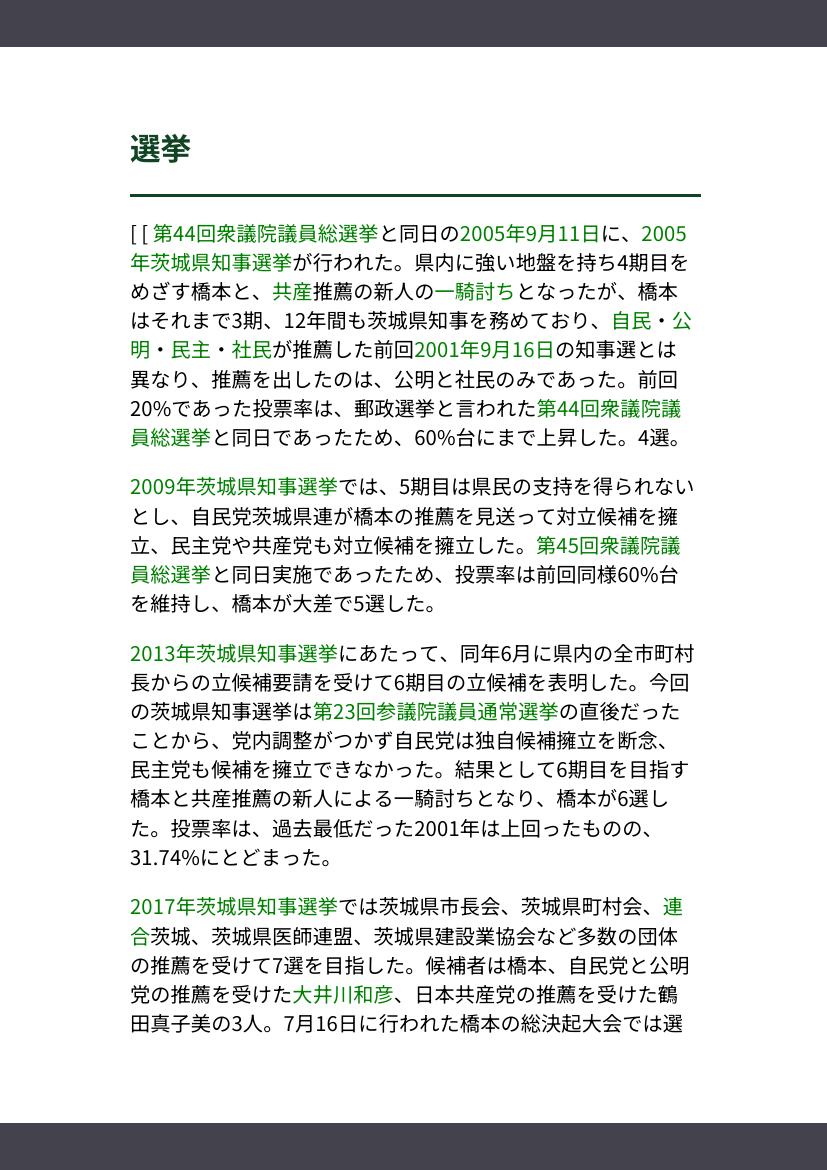 選挙
[ [ 第44回衆議院議員総選挙と同日の2005年9月11日に、2005
年茨城県知事選挙が行われた。県内に強い地盤を持ち4期目を
めざす橋本と、共産推薦の新人の一騎討ちとなったが、橋本
はそれまで3期、12年間も茨城県知事を務めており、自民・公
明・民主・社民が推薦した前回2001年9月16日の知事選とは
異なり、推薦を出したのは、公明と社民のみであった。前回
20%であった投票率は、郵政選挙と言われた第44回衆議院議
員総選挙と同日であったため、60%台にまで上昇した。4選。
2009年茨城県知事選挙では、5期目は県民の支持を得られない
とし、自民党茨城県連が橋本の推薦を見送って対立候補を擁
立、民主党や共産党も対立候補を擁立した。第45回衆議院議
員総選挙と同日実施であったため、投票率は前回同様60%台
を維持し、橋本が大差で5選した。
2013年茨城県知事選挙にあたって、同年6月に県内の全市町村
長からの立候補要請を受けて6期目の立候補を表明した。今回
の茨城県知事選挙は第23回参議院議員通常選挙の直後だった
ことから、党内調整がつかず自民党は独自候補擁立を断念、
民主党も候補を擁立できなかった。結果として6期目を目指す
橋本と共産推薦の新人による一騎討ちとなり、橋本が6選し
た。投票率は、過去最低だった2001年は上回ったものの、
31.74%にとどまった。
2017年茨城県知事選挙では茨城県市長会、茨城県町村会、連
合茨城、茨城県医師連盟、茨城県建設業協会など多数の団体
の推薦を受けて7選を目指した。候補者は橋本、自民党と公明
党の推薦を受けた大井川和彦、日本共産党の推薦を受けた鶴
田真子美の3人。7月16日に行われた橋本の総決起大会では選